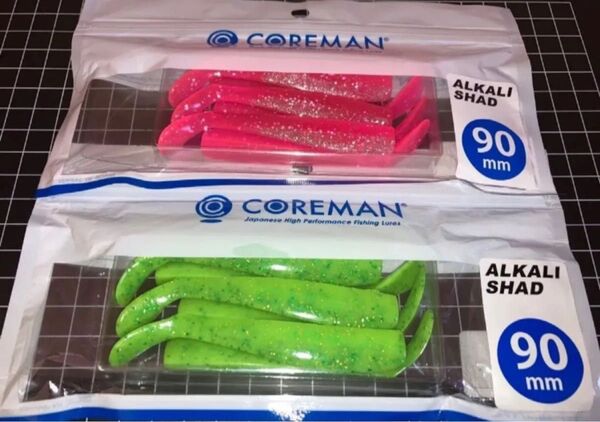 COREMAN®
ALKALI
SHAD
90
mm
COREMAN®
Japanese High Performance Fishing Lures
ALKALI
SHAD
90
mm